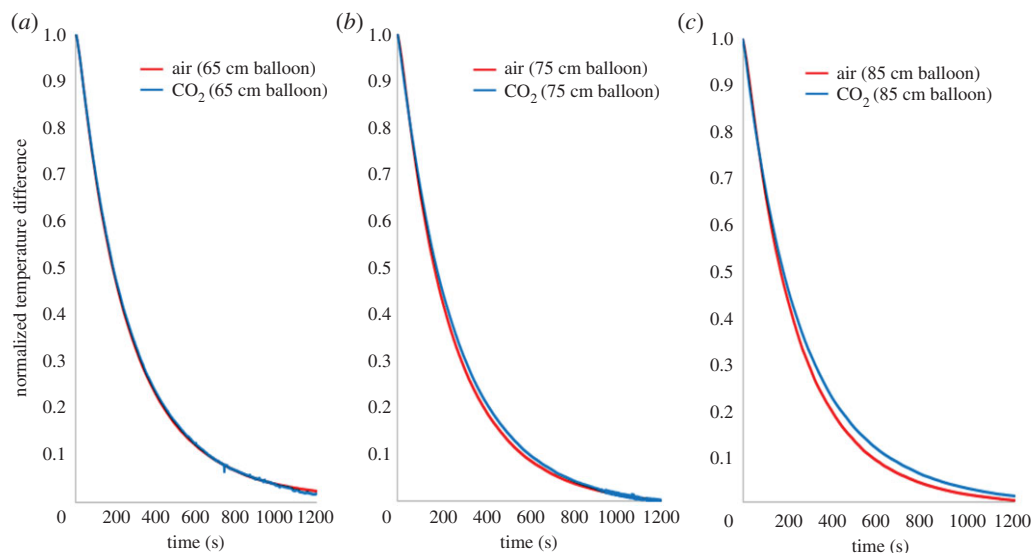 (a)
1.0
0.9
0.8
0.7
0.6
0.5
0.4
0.3
0.2
0.1
0 200 400 600 800 1000 1200
time (s)
normalized temperature difference
air (65 cm balloon)
CO2 (65 cm balloon)
(b)
1.0
0.9
0.8
0.7
0.6
0.5
0.4
0.3
0.2
0.1
0 200 400 600 800 1000 1200
time (s)
air (75 cm balloon)
CO2 (75 cm balloon)
(c)
1.0
0.9
0.8
0.7
0.6
0.5
0.4
0.3
0.2
0.1
0 200 400 600 800 1000 1200
time (s)
air (85 cm balloon)
CO2 (85 cm balloon)